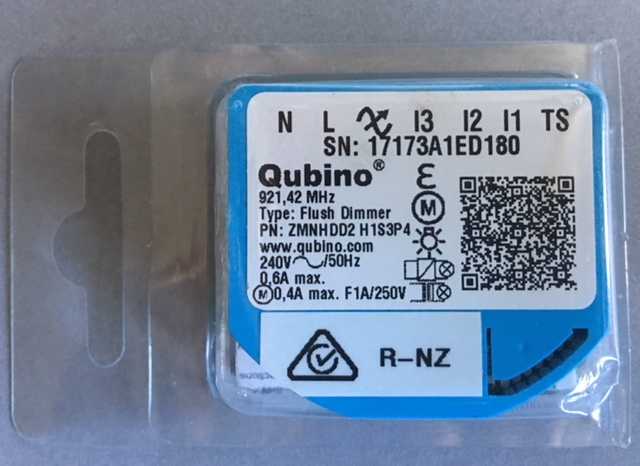 N L I3 I2 I1 TS
SN: 17173A1ED180
Qubino®
921,42 MHz
Type: Flush Dimmer
PN: ZMNHDD2 H1S3P4
www.qubino.com
240V~/50Hz
0,6A max.
M 0,4A max. F1A/250V
M
R-NZ